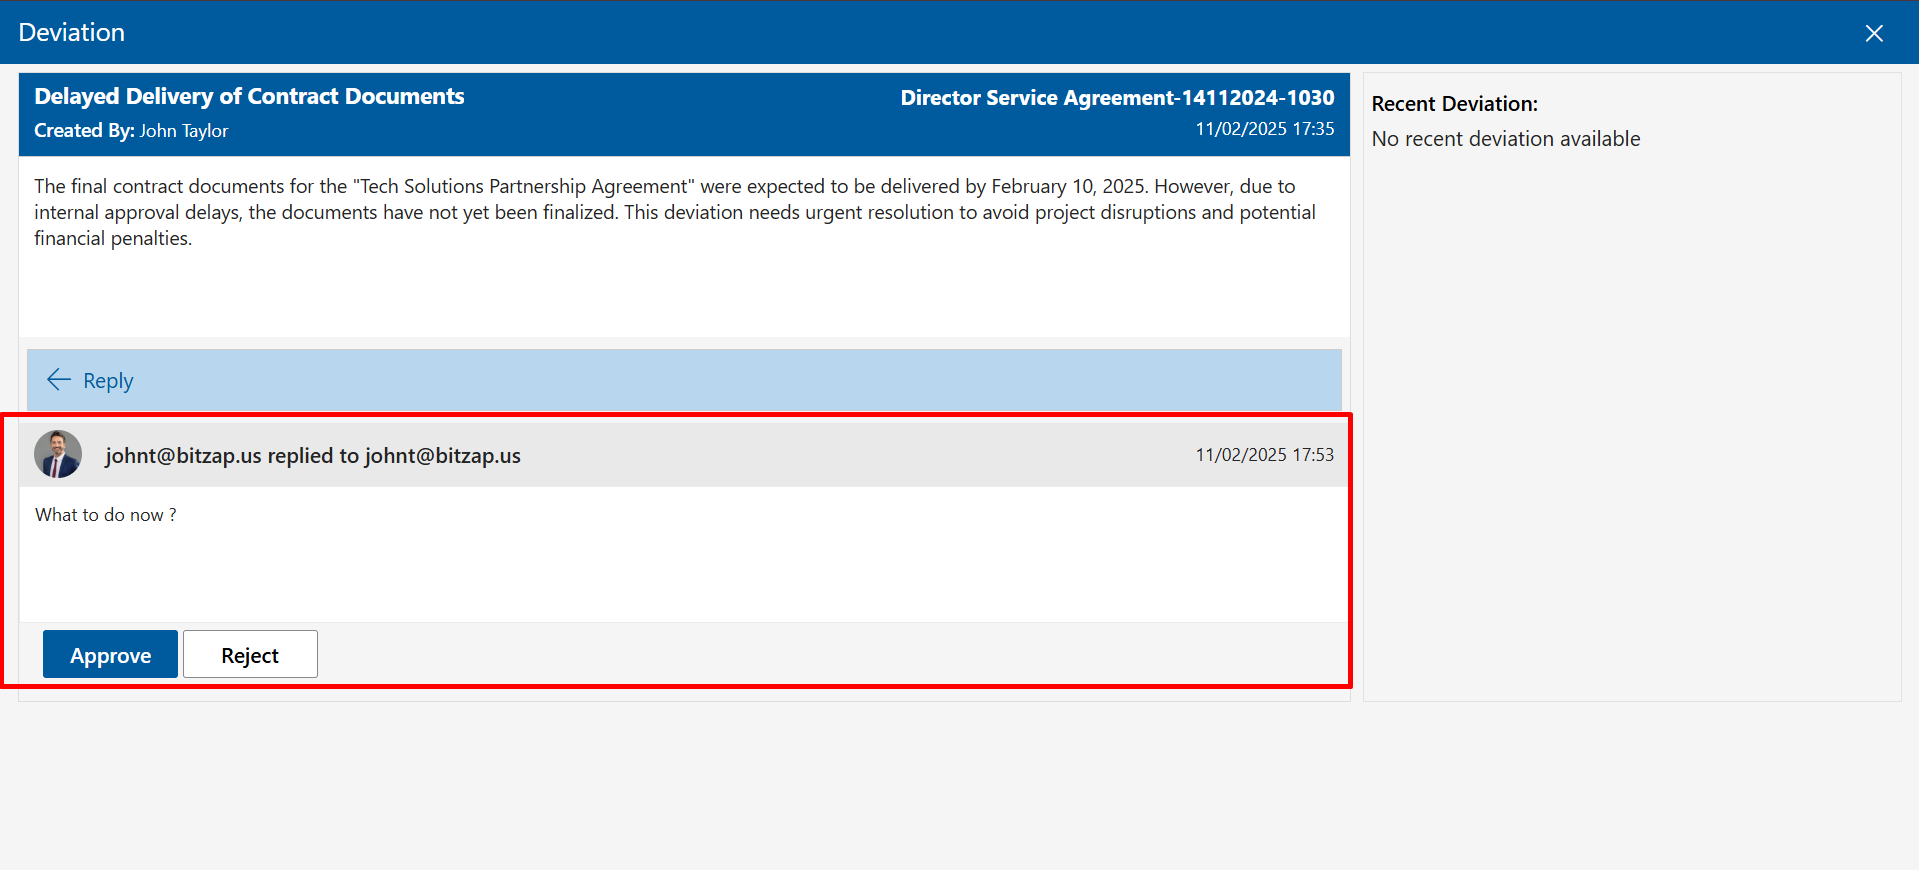 Deviation
Delayed Delivery of Contract Documents
Director Service Agreement-14112024-1030
Created By: John Taylor
11/02/2025 17:35
The final contract documents for the "Tech Solutions Partnership Agreement" were expected to be delivered by February 10, 2025. However, due to
internal approval delays, the documents have not yet been finalized. This deviation needs urgent resolution to avoid project disruptions and potential
financial penalties.
Reply
johnt@bitzap.us replied to johnt@bitzap.us
11/02/2025 17:53
What to do now ?
Approve
Reject
Recent Deviation:
No recent deviation available